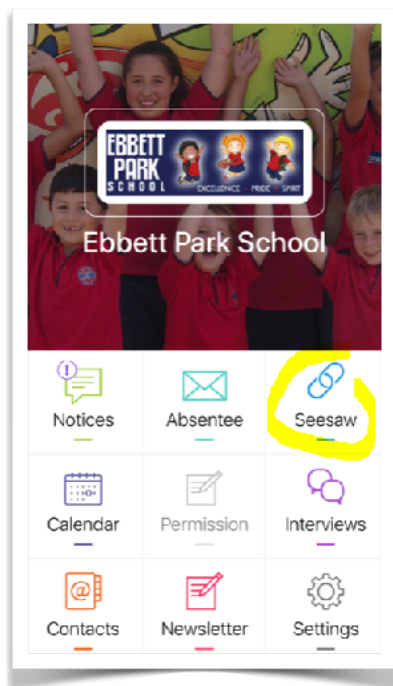 EBBETT
PARK
SCHOOL
EXCELLENCE • PRIDE • SPIRIT
Ebbett Park School
Notices
Absentee
Seesaw
Calendar
Permission
Interviews
Contacts
Newsletter
Settings